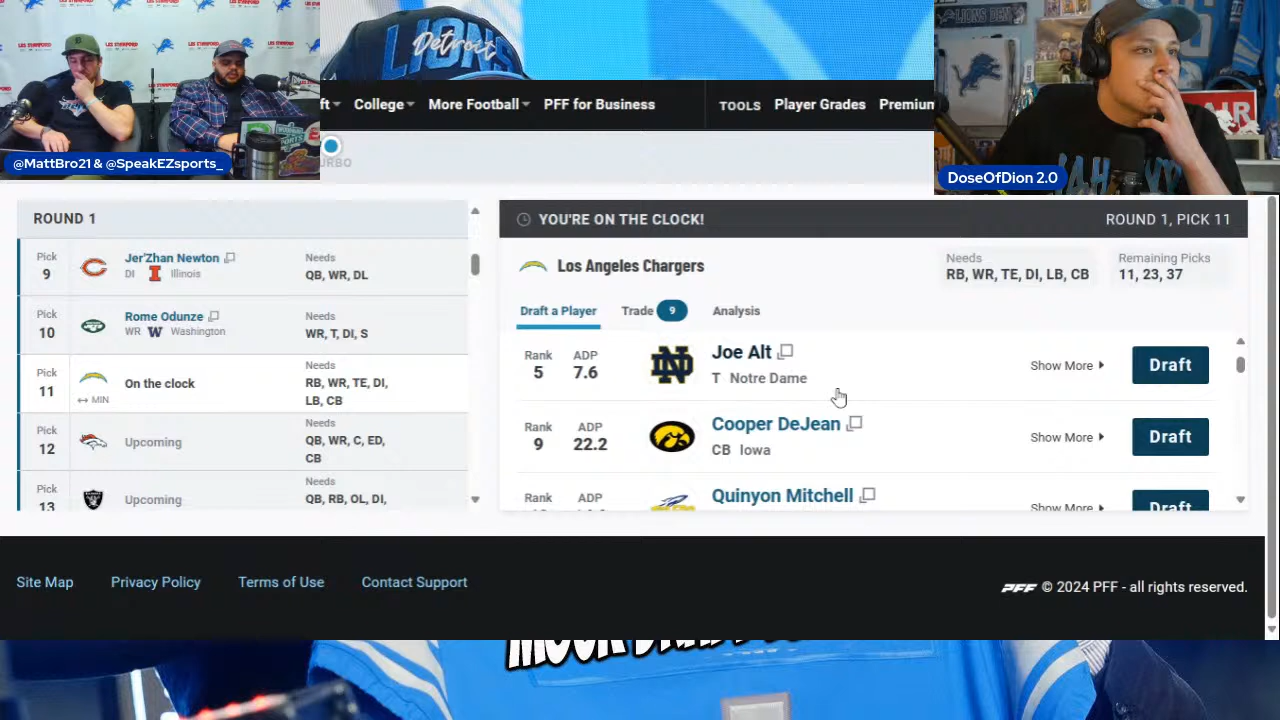 LIONS
Detroit
LIONS DEN
AIR
@MattBro21 & @SpeakEZsports_
DoseOfDion 2.0
ft College More Football PFF for Business TOOLS Player Grades Premium
ROUND 1
Pick 9
Jer'Zhan Newton
DI Illinois
Needs
QB, WR, DL
Pick 10
Rome Odunze
WR W Washington
Needs
WR, T, DI, S
Pick 11
MIN
On the clock
Needs
RB, WR, TE, DI,
LB, CB
Pick 12
Upcoming
Needs
QB, WR, C, ED,
CB
Pick 13
Upcoming
Needs
QB, RB, OL, DI,
YOU'RE ON THE CLOCK!
ROUND 1, PICK 11
Los Angeles Chargers
Needs
RB, WR, TE, DI, LB, CB
Remaining Picks
11, 23, 37
Draft a Player Trade 9 Analysis
Rank 5
ADP 7.6
Joe Alt
T Notre Dame
Show More
Draft
Rank 9
ADP 22.2
Cooper DeJean
CB Iowa
Show More
Draft
Rank
ADP
Quinyon Mitchell
Show More
Draft
Site Map Privacy Policy Terms of Use Contact Support
PFF © 2024 PFF - all rights reserved.